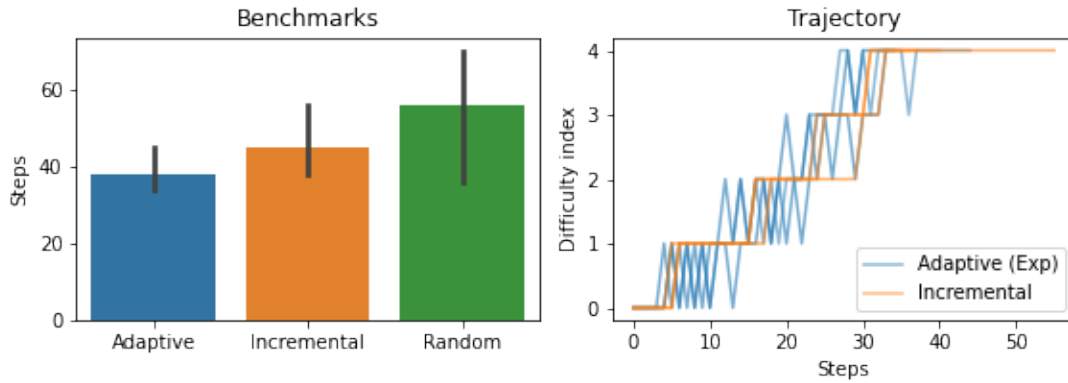 Benchmarks
Steps
60
40
20
0
Adaptive
Incremental
Random
Trajectory
Difficulty index
4
3
2
1
0
Adaptive (Exp)
Incremental
0
10
20
30
40
50
Steps